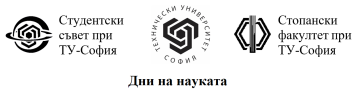 Студентски
съвет при
ТУ-София
ТЕХНИЧЕСКИ УНИВЕРСИТЕТ
СОФИЯ
Стопански
факултет при
ТУ-София
Дни на науката